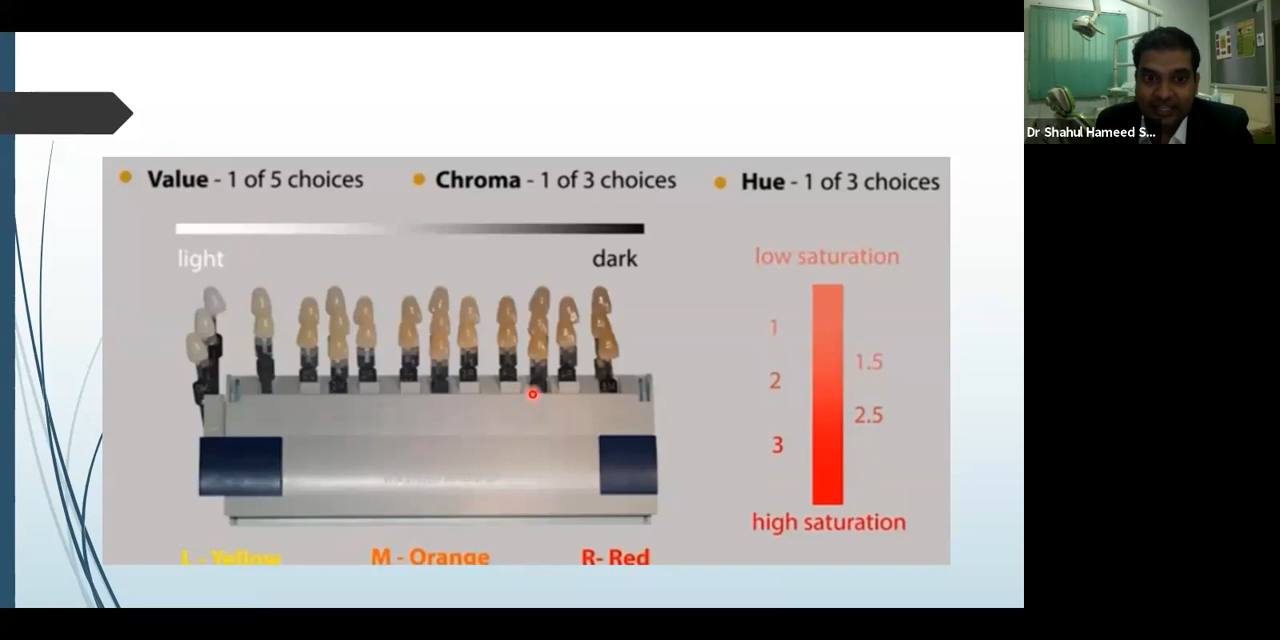 Value - 1 of 5 choices
Chroma - 1 of 3 choices
Hue - 1 of 3 choices
light
dark
low saturation
1
1.5
2
2.5
3
high saturation
L - Yellow
M - Orange
R- Red
Dr Shahul Hameed S...